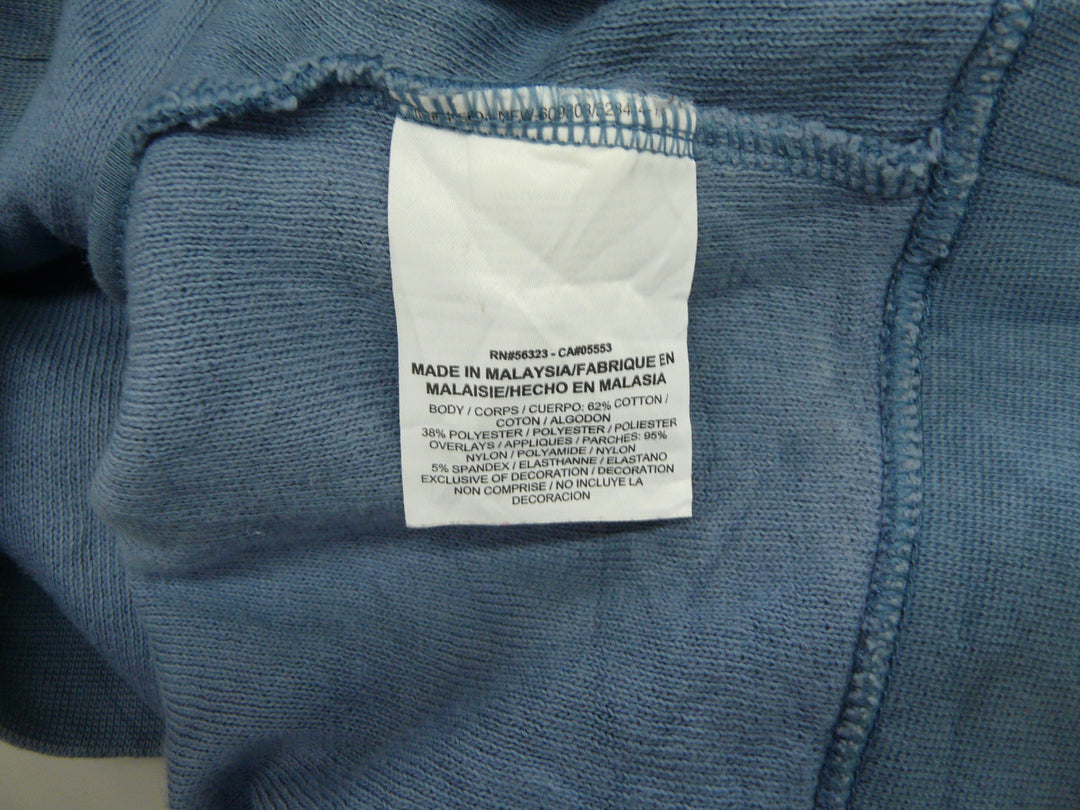 RN#56323 - CA#05553
MADE IN MALAYSIA/FABRIQUE EN
MALAISIE/HECHO EN MALASIA
BODY / CORPS / CUERPO: 62% COTTON /
COTON / ALGODON
38% POLYESTER / POLYESTER / POLIESTER
OVERLAYS / APPLIQUES / PARCHES: 95%
NYLON / POLYAMIDE / NYLON
5% SPANDEX / ELASTHANNE / ELASTANO
EXCLUSIVE OF DECORATION / DECORATION
NON COMPRISE / NO INCLUYE LA
DECORACION